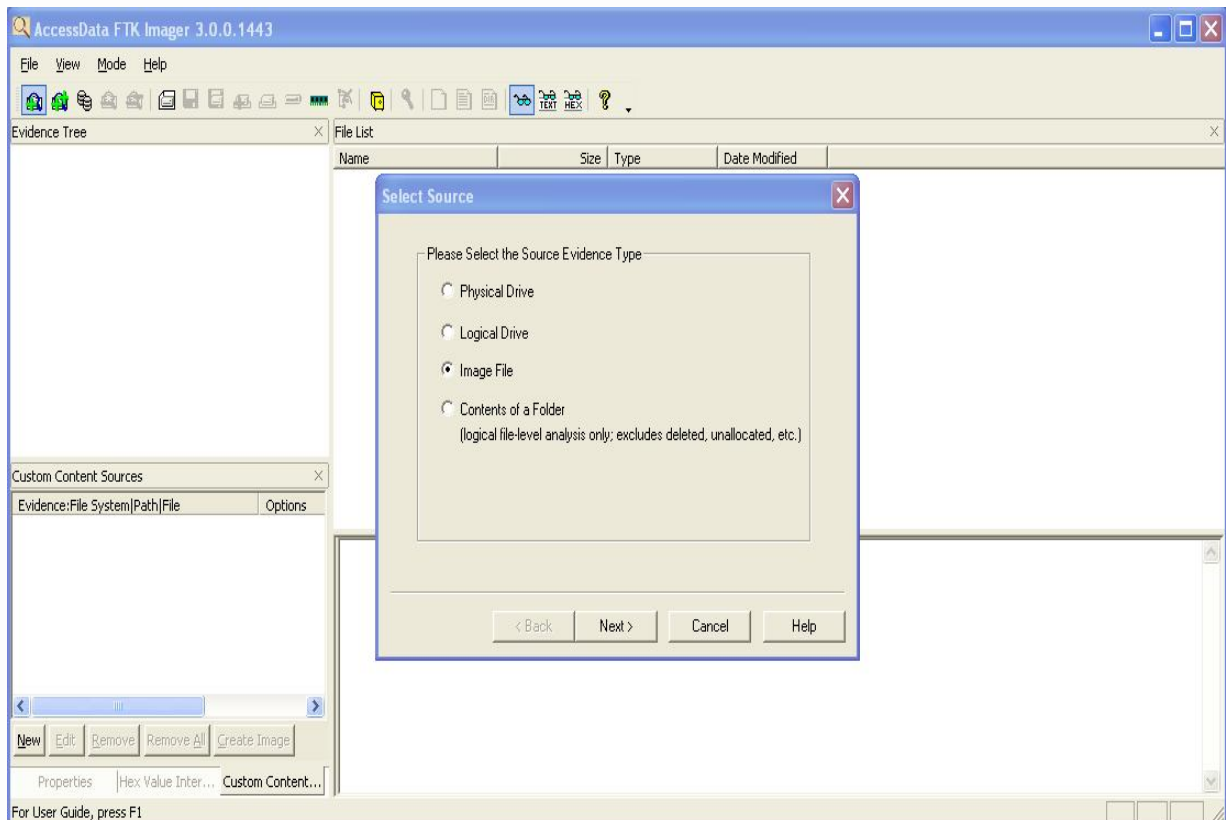 AccessData FTK Imager 3.0.0.1443
File View Mode Help
TEXT HEX
Evidence Tree
File List
Name Size Type Date Modified
Select Source
Please Select the Source Evidence Type
Physical Drive
Logical Drive
Image File
Contents of a Folder
(logical file-level analysis only; excludes deleted, unallocated, etc.)
< Back Next > Cancel Help
Custom Content Sources
Evidence:File System|Path|File Options
New Edit Remove Remove All Create Image
Properties Hex Value Inter... Custom Content...
For User Guide, press F1